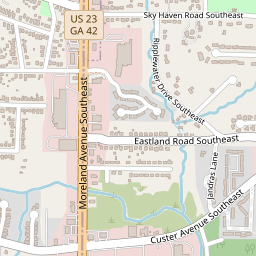 Sky Haven Road Southeast
US 23
GA 42
Ripplewater Drive Southeast
Moreland Avenue Southeast
Eastland Road Southeast
landras Lane
Custer Avenue Southeast